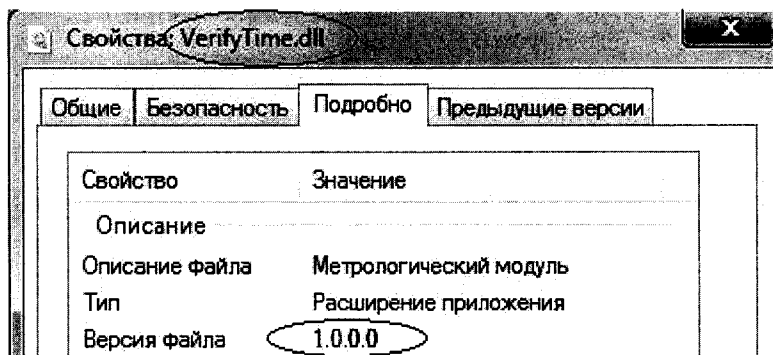 Свойства: VerifyTime.dll
X
Общие Безопасность Подробно Предыдущие версии
Свойство Значение
Описание
Описание файла Метрологический модуль
Тип Расширение приложения
Версия файла 1.0.0.0